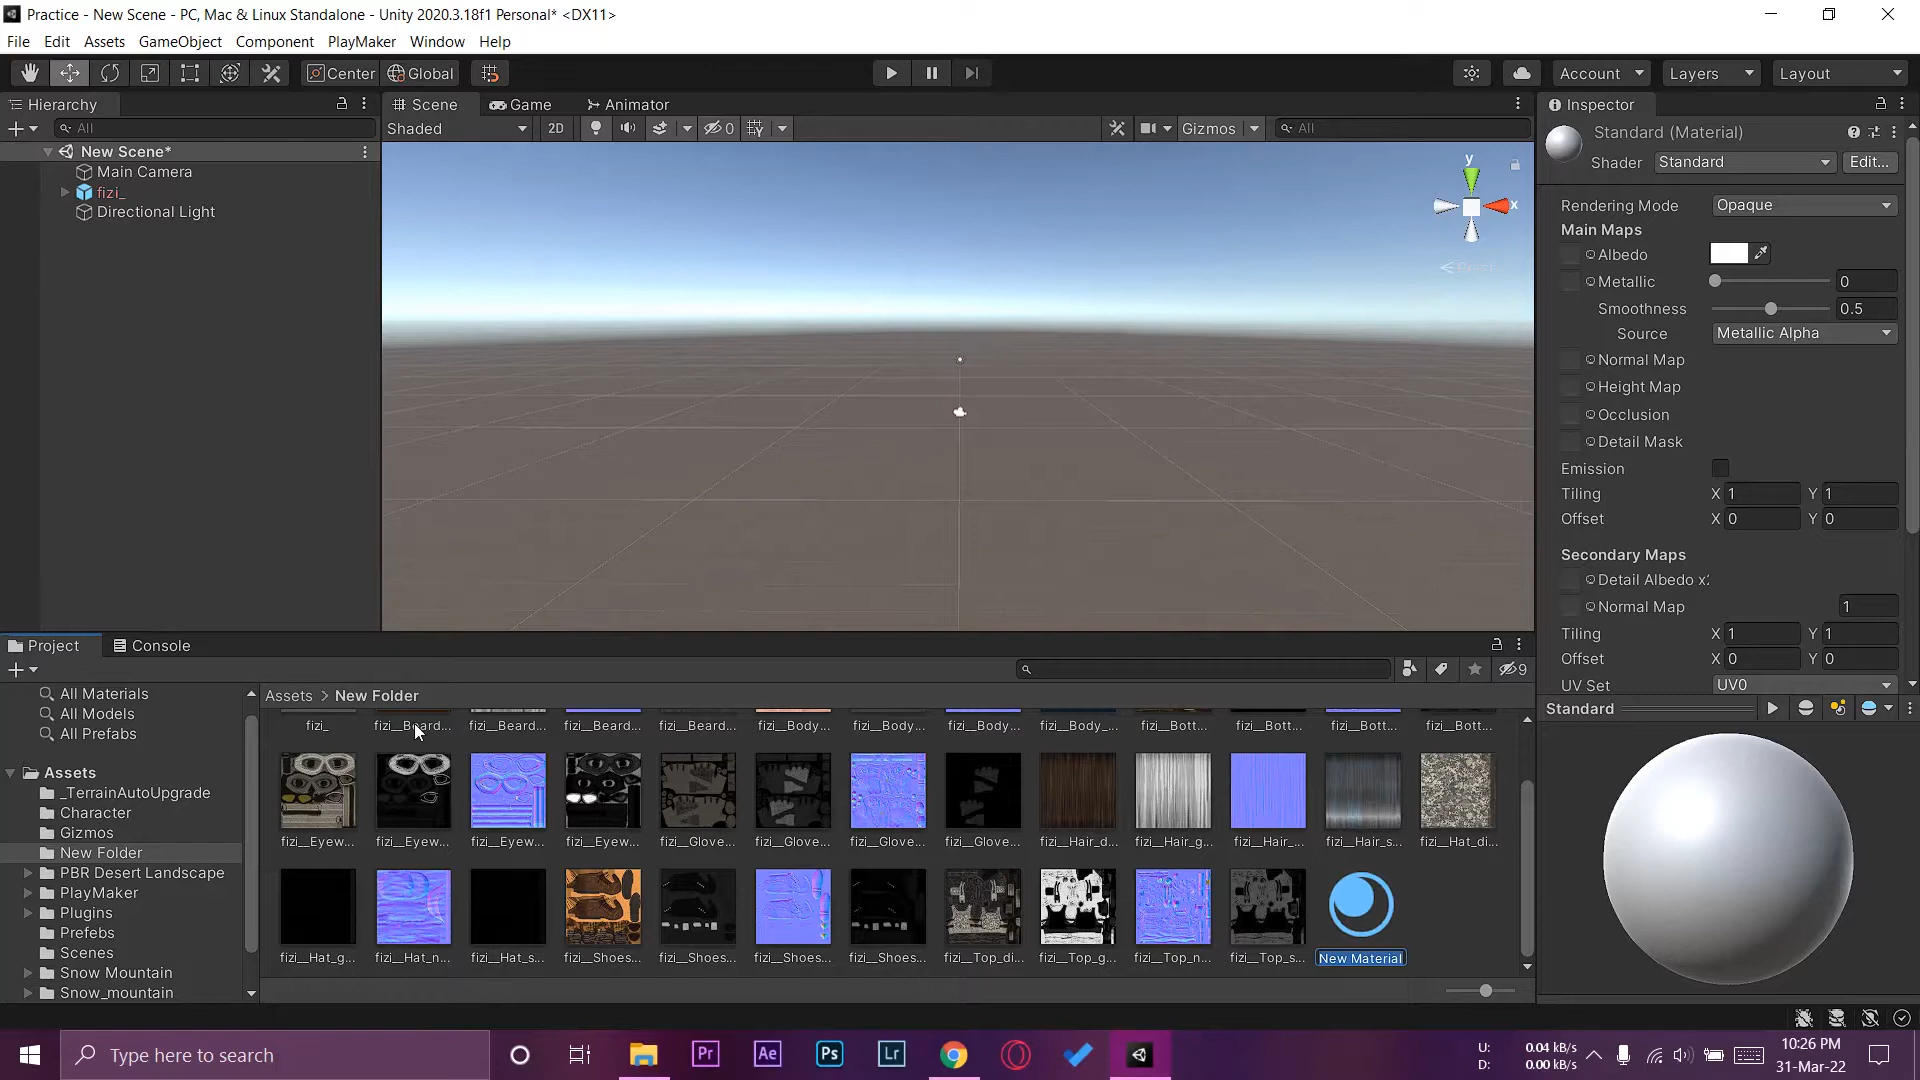 Practice - New Scene - PC, Mac & Linux Standalone - Unity 2020.3.18f1 Personal* <DX11>
File Edit Assets GameObject Component PlayMaker Window Help
Center Global Account Layers Layout
Hierarchy
All
New Scene*
Main Camera
fizi_
Directional Light
Scene Game Animator
Shaded 2D 0 Gizmos All
y
x
Inspector
Standard (Material)
Shader Standard Edit...
Rendering Mode Opaque
Main Maps
Albedo
Metallic 0
Smoothness 0.5
Source Metallic Alpha
Normal Map
Height Map
Occlusion
Detail Mask
Emission
Tiling X 1 Y 1
Offset X 0 Y 0
Secondary Maps
Detail Albedo x
Normal Map 1
Tiling X 1 Y 1
Offset X 0 Y 0
UV Set UV0
Standard
Project Console
9
All Materials
All Models
All Prefabs
Assets
_TerrainAutoUpgrade
Character
Gizmos
New Folder
PBR Desert Landscape
PlayMaker
Plugins
Prefebs
Scenes
Snow Mountain
Snow_mountain
Assets > New Folder
fizi_ fizi__Beard... fizi__Beard... fizi__Beard... fizi__Beard... fizi__Body... fizi__Body... fizi__Body... fizi__Body_... fizi__Bott... fizi__Bott... fizi__Bott... fizi__Bott...
fizi__Eyew... fizi__Eyew... fizi__Eyew... fizi__Eyew... fizi__Glove... fizi__Glove... fizi__Glove... fizi__Glove... fizi__Hair_d... fizi__Hair_g... fizi__Hair_... fizi__Hair_s... fizi__Hat_di...
fizi__Hat_g... fizi__Hat_n... fizi__Hat_s... fizi__Shoes... fizi__Shoes... fizi__Shoes... fizi__Shoes... fizi__Top_di... fizi__Top_g... fizi__Top_n... fizi__Top_s... New Material
Type here to search
Pr Ae Ps Lr
U: 0.04 kB/s
D: 0.00 kB/s
10:26 PM
31-Mar-22